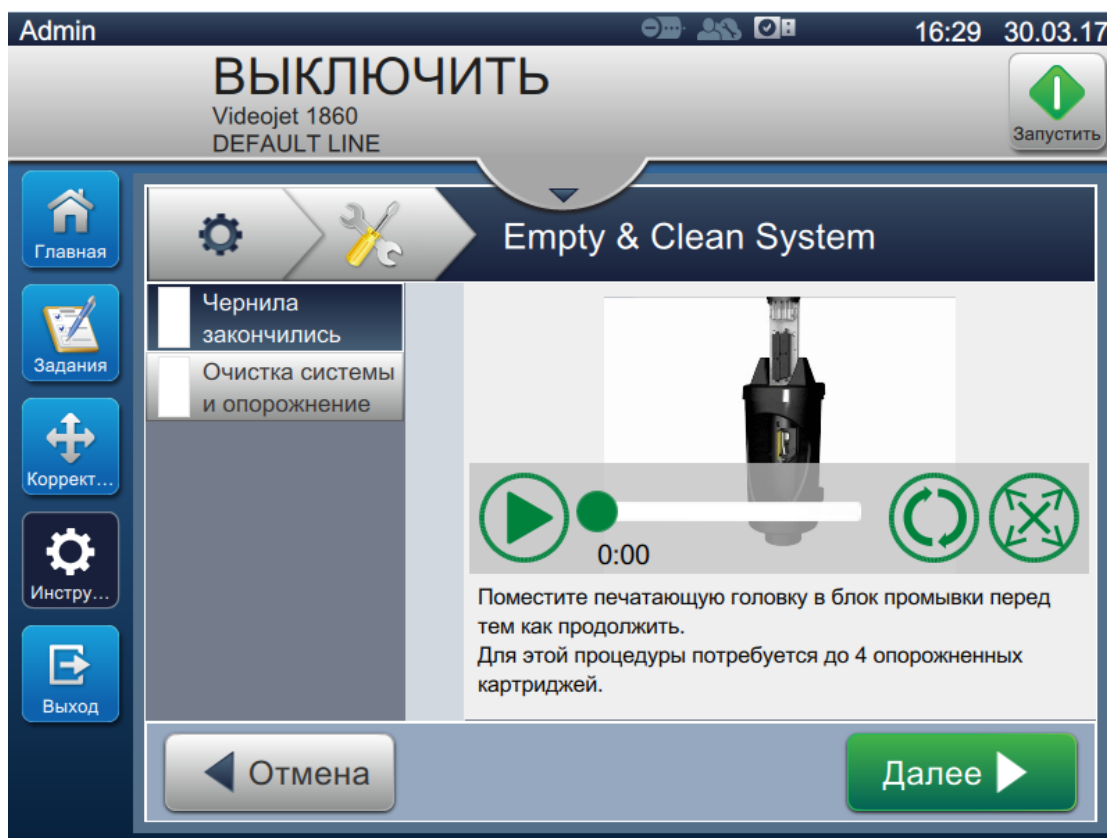 Admin
16:29 30.03.17
ВЫКЛЮЧИТЬ
Videojet 1860
DEFAULT LINE
Запустить
Главная
Задания
Коррект...
Инстру...
Выход
Empty & Clean System
Чернила
закончились
Очистка системы
и опорожнение
0:00
Поместите печатающую головку в блок промывки перед
тем как продолжить.
Для этой процедуры потребуется до 4 опорожненных
картриджей.
Отмена
Далее